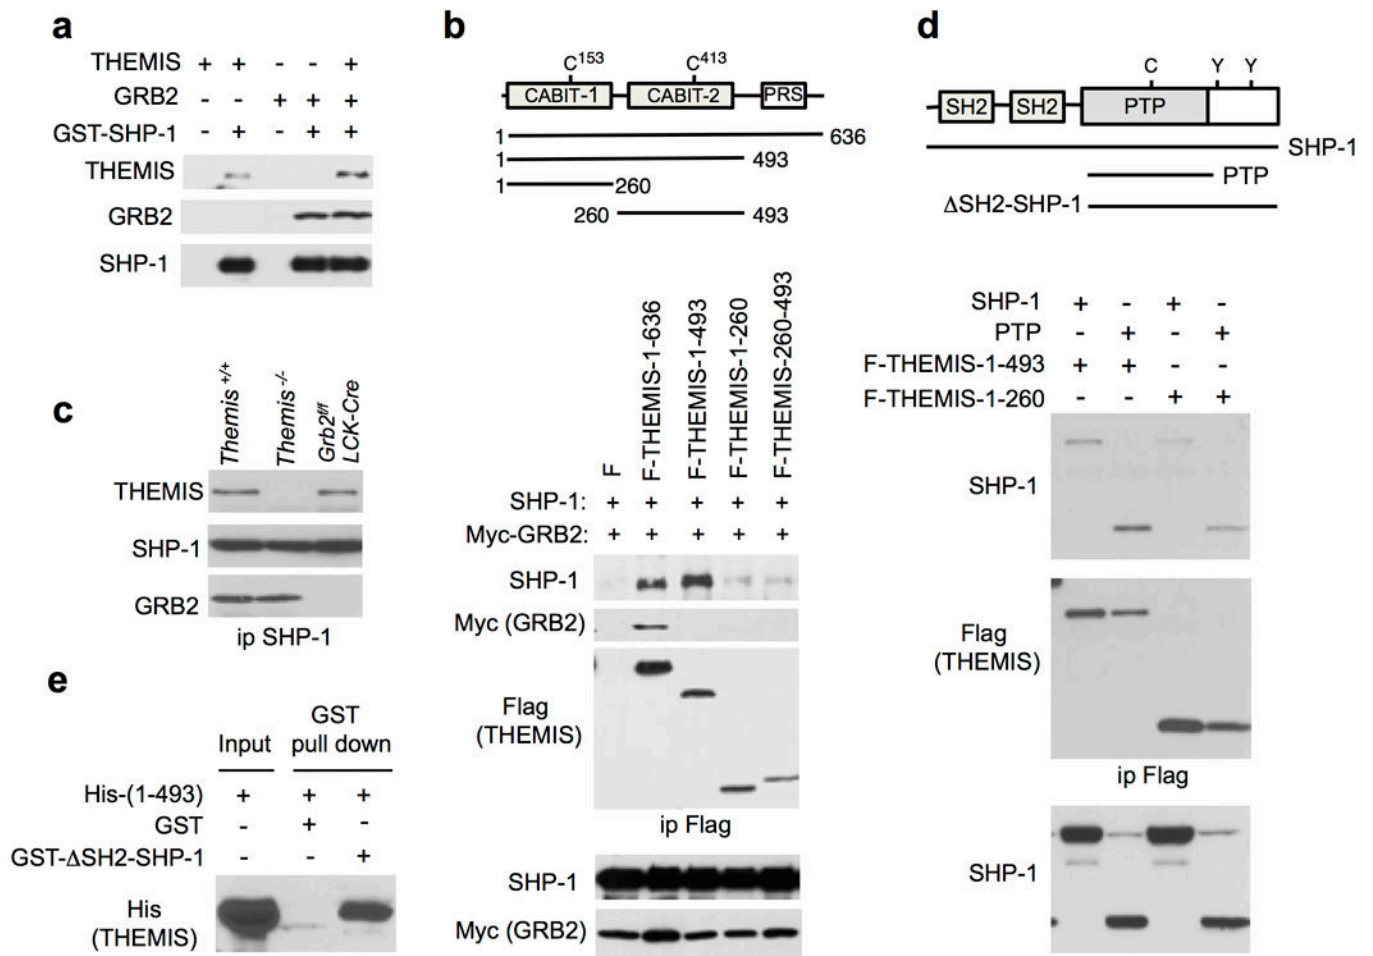 a
THEMIS + + - - +
GRB2 - - + + +
GST-SHP-1 - + - + +
THEMIS
GRB2
SHP-1
b
C153 C413
CABIT-1 CABIT-2 PRS
1 636
1 493
1 260
260 493
F
F-THEMIS-1-636
F-THEMIS-1-493
F-THEMIS-1-260
F-THEMIS-260-493
SHP-1: + + + + +
Myc-GRB2: + + + + +
SHP-1
Myc (GRB2)
Flag
(THEMIS)
ip Flag
SHP-1
Myc (GRB2)
c
Themis+/+
Themis-/-
Grb2f/f
LCK-Cre
THEMIS
SHP-1
GRB2
ip SHP-1
d
C Y Y
SH2 SH2 PTP
SHP-1
PTP
ΔSH2-SHP-1
SHP-1 + - + -
PTP - + - +
F-THEMIS-1-493 + + - -
F-THEMIS-1-260 - - + +
SHP-1
Flag
(THEMIS)
ip Flag
SHP-1
e
GST
Input pull down
His-(1-493) + + +
GST - + -
GST-ΔSH2-SHP-1 - - +
His
(THEMIS)